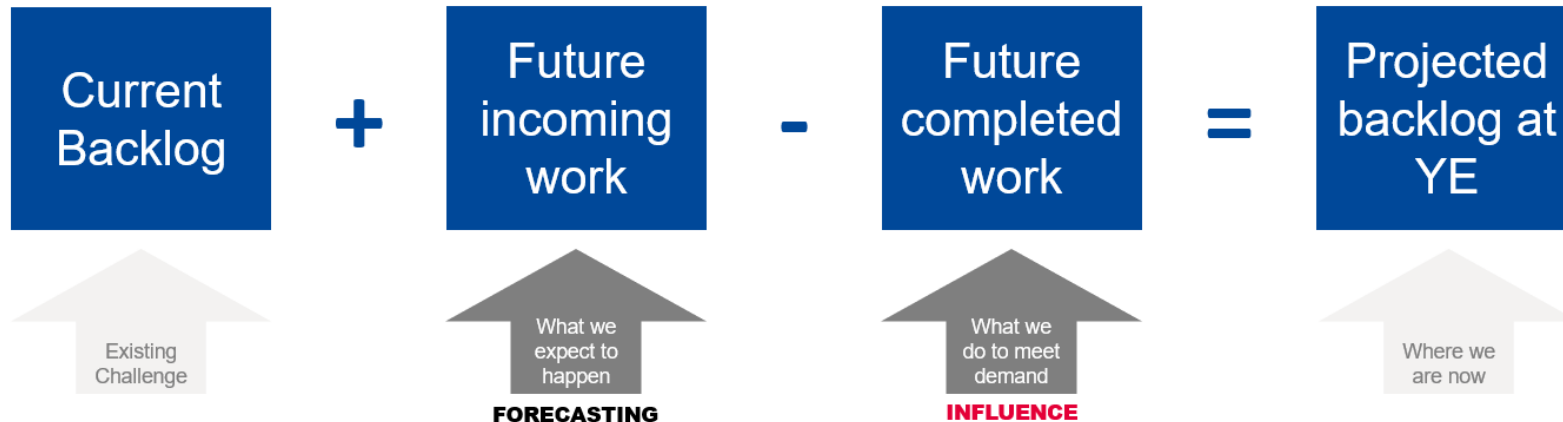 Current
Backlog
+
Future
incoming
work
-
Future
completed
work
=
Projected
backlog at
YE
Existing
Challenge
What we
expect to
happen
FORECASTING
What we
do to meet
demand
INFLUENCE
Where we
are now